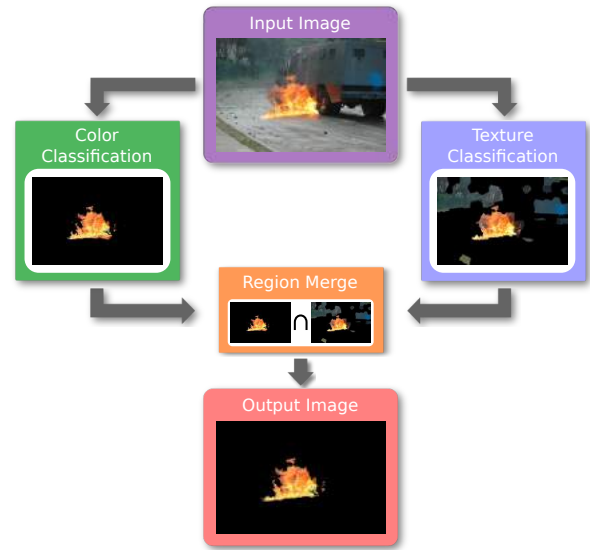 Input Image
Color
Classification
Texture
Classification
Region Merge
∩
Output Image